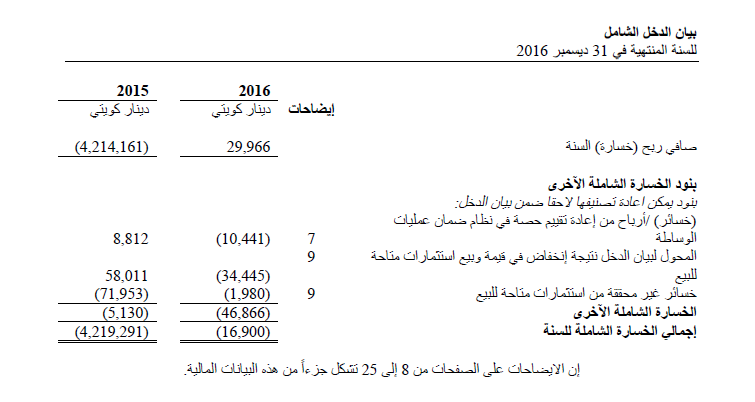 بيان الدخل الشامل
للسنة المنتهية في 31 ديسمبر 2016
2016 2015
إيضاحات دينار كويتي دينار كويتي
صافي ربح (خسارة) السنة 29,966 (4,214,161)
بنود الخسارة الشاملة الآخرى
بنود يمكن اعادة تصنيفها لاحقا ضمن بيان الدخل:
(خسائر) /أرباح من إعادة تقييم حصة في نظام ضمان عمليات
الوساطة 7 (10,441) 8,812
المحول لبيان الدخل نتيجة إنخفاض في قيمة وبيع استثمارات متاحة 9
للبيع (34,445) 58,011
خسائر غير محققة من استثمارات متاحة للبيع 9 (1,980) (71,953)
الخسارة الشاملة الآخرى (46,866) (5,130)
إجمالي الخسارة الشاملة للسنة (16,900) (4,219,291)
إن الايضاحات على الصفحات من 8 إلى 25 تشكل جزءاً من هذه البيانات المالية.